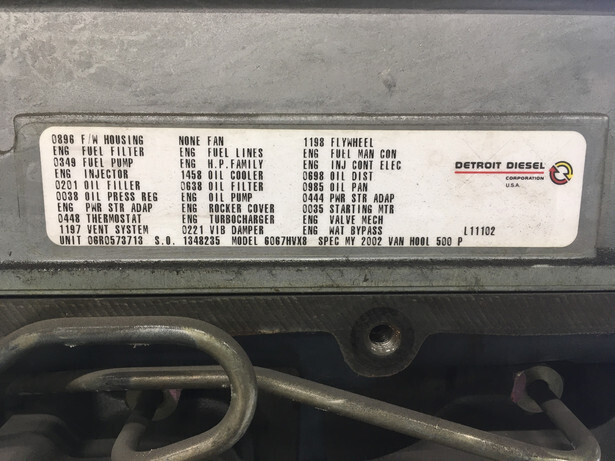 0896 F/W HOUSING NONE FAN 1198 FLYWHEEL
ENG FUEL FILTER ENG FUEL LINES ENG FUEL MAN CON
0349 FUEL PUMP ENG H.P.FAMILY ENG INJ CONT ELEC
ENG INJECTOR 1458 OIL COOLER 0698 OIL DIST
0201 OIL FILLER 0638 OIL FILTER 0985 OIL PAN
0038 OIL PRESS REG ENG OIL PUMP 0444 PWR STR ADAP
ENG PWR STR ADAP ENG ROCKER COVER 0035 STARTING MTR
0448 THERMOSTAT ENG TURBOCHARGER ENG VALVE MECH
1197 VENT SYSTEM 0221 VIB DAMPER ENG WAT BYPASS L11102
UNIT 06R0573713 S.O. 1348235 MODEL 6067HVX8 SPEC MY 2002 VAN HOOL 500 P
DETROIT DIESEL
CORPORATION
U.S.A.